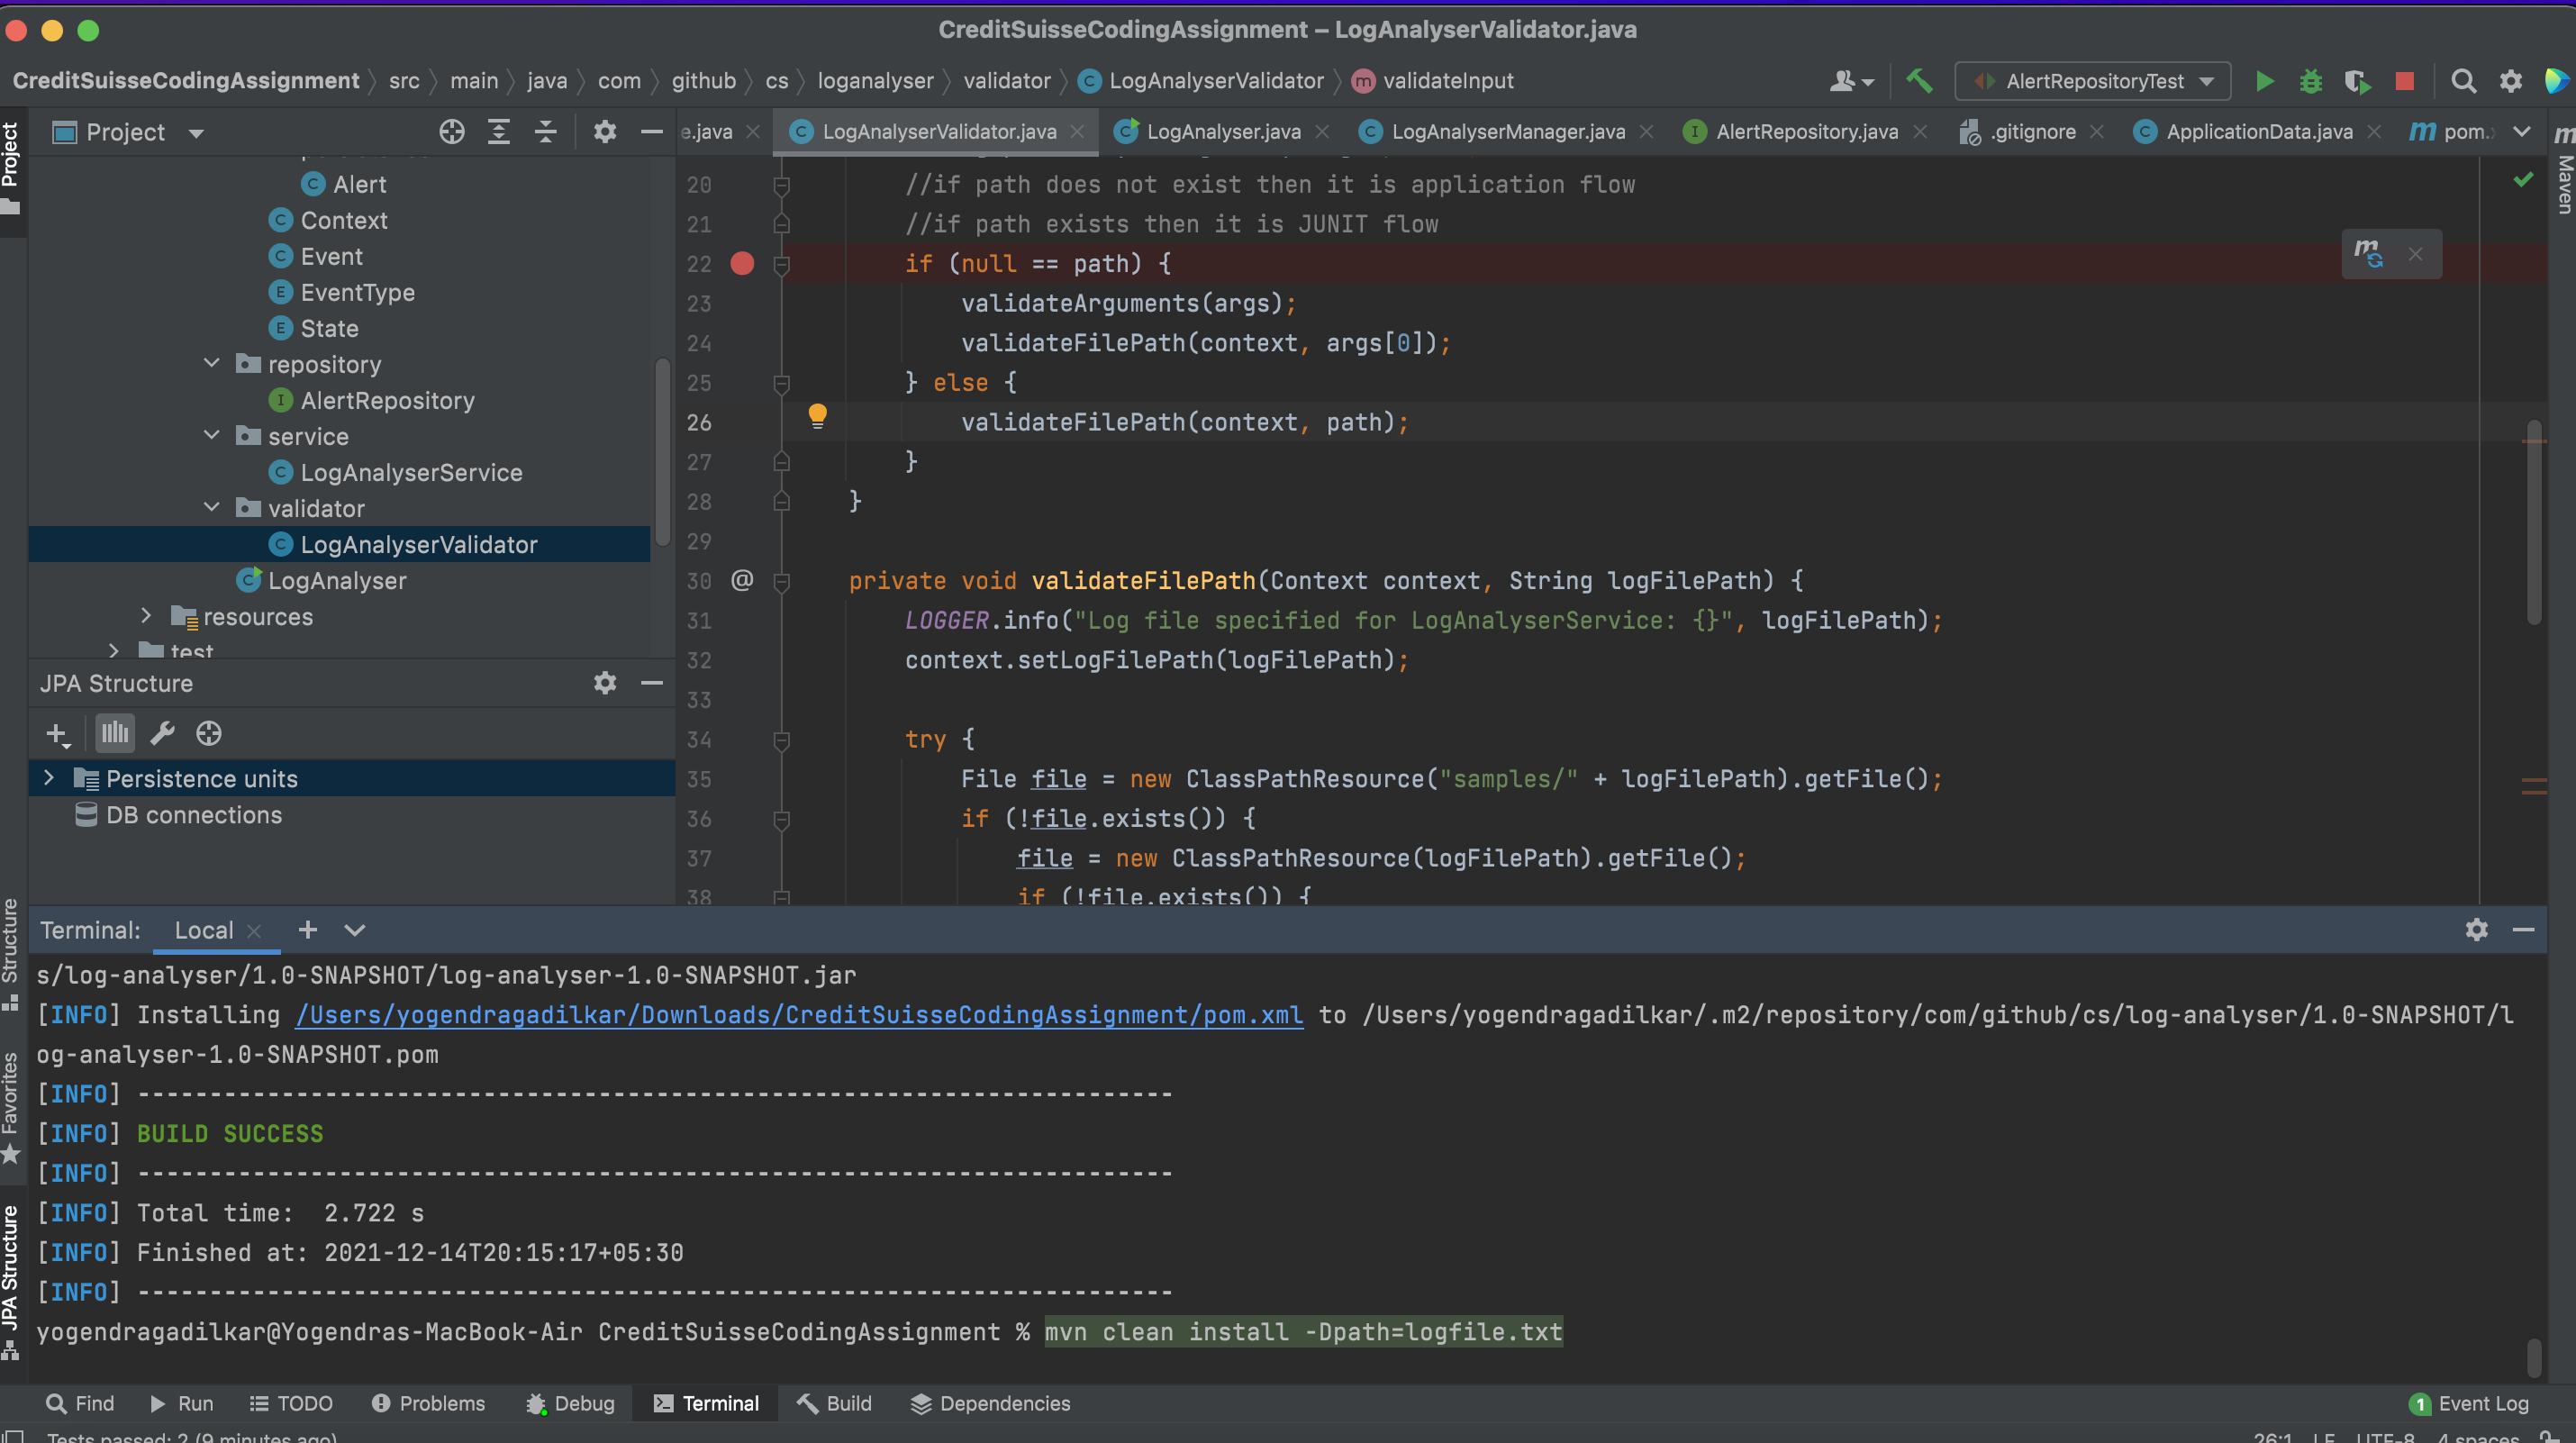 CreditSuisseCodingAssignment – LogAnalyserValidator.java
CreditSuisseCodingAssignment src main java com github cs loganalyser validator LogAnalyserValidator validateInput
AlertRepositoryTest
Project
e.java LogAnalyserValidator.java LogAnalyser.java LogAnalyserManager.java AlertRepository.java .gitignore ApplicationData.java pom.
Project
Maven
Alert
Context
Event
EventType
State
repository
AlertRepository
service
LogAnalyserService
validator
LogAnalyserValidator
LogAnalyser
resources
test
JPA Structure
Persistence units
DB connections
20 //if path does not exist then it is application flow
21 //if path exists then it is JUNIT flow
22 if (null == path) {
23 validateArguments(args);
24 validateFilePath(context, args[0]);
25 } else {
26 validateFilePath(context, path);
27 }
28 }
29
30 @ private void validateFilePath(Context context, String logFilePath) {
31 LOGGER.info("Log file specified for LogAnalyserService: {}", logFilePath);
32 context.setLogFilePath(logFilePath);
33
34 try {
35 File file = new ClassPathResource("samples/" + logFilePath).getFile();
36 if (!file.exists()) {
37 file = new ClassPathResource(logFilePath).getFile();
38 if (!file.exists()) {
Structure
Favorites
JPA Structure
Terminal: Local
s/log-analyser/1.0-SNAPSHOT/log-analyser-1.0-SNAPSHOT.jar
[INFO] Installing /Users/yogendragadilkar/Downloads/CreditSuisseCodingAssignment/pom.xml to /Users/yogendragadilkar/.m2/repository/com/github/cs/log-analyser/1.0-SNAPSHOT/l
og-analyser-1.0-SNAPSHOT.pom
[INFO] ------------------------------------------------------------------------
[INFO] BUILD SUCCESS
[INFO] ------------------------------------------------------------------------
[INFO] Total time:  2.722 s
[INFO] Finished at: 2021-12-14T20:15:17+05:30
[INFO] ------------------------------------------------------------------------
yogendragadilkar@Yogendras-MacBook-Air CreditSuisseCodingAssignment % mvn clean install -Dpath=logfile.txt
Find Run TODO Problems Debug Terminal Build Dependencies 1 Event Log
Tests passed: 2 (9 minutes ago) 26:1 LF UTF-8 4 spaces